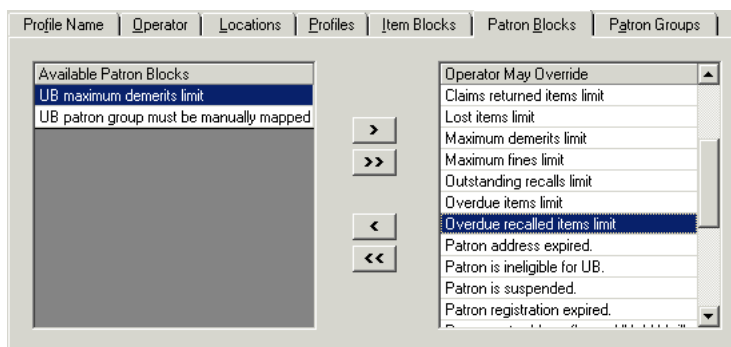 Profile Name
Operator
Locations
Profiles
Item Blocks
Patron Blocks
Patron Groups
Available Patron Blocks
UB maximum demerits limit
UB patron group must be manually mapped
>
>>
<
<<
Operator May Override
Claims returned items limit
Lost items limit
Maximum demerits limit
Maximum fines limit
Outstanding recalls limit
Overdue items limit
Overdue recalled items limit
Patron address expired.
Patron is ineligible for UB.
Patron is suspended.
Patron registration expired.